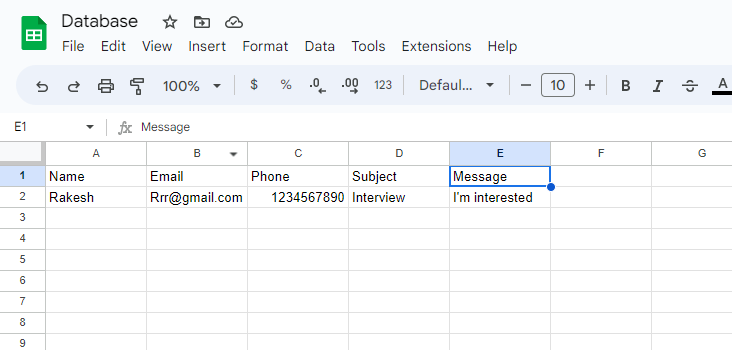 Database
File Edit View Insert Format Data Tools Extensions Help
100% $ % .0 .00 123 Defaul... 10 B I S A
E1 fx Message
A B C D E F G
1 Name Email Phone Subject Message
2 Rakesh Rrr@gmail.com 1234567890 Interview I'm interested
3
4
5
6
7
8
9